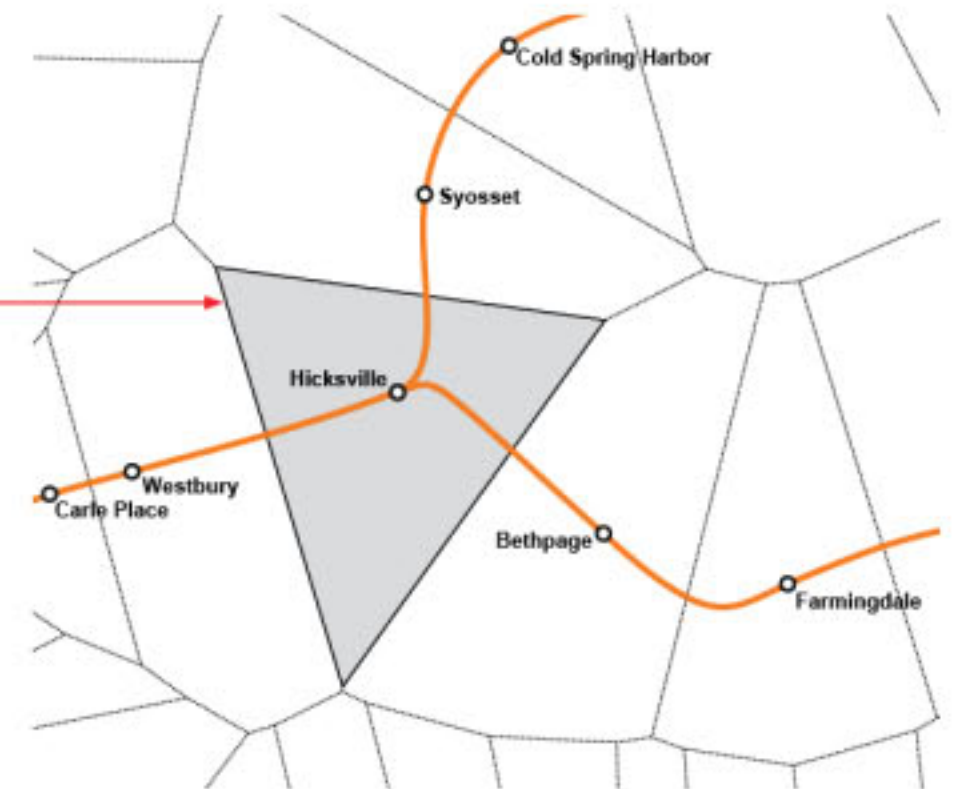 Cold Spring Harbor
Syosset
Hicksville
Westbury
Carle Place
Bethpage
Farmingdale